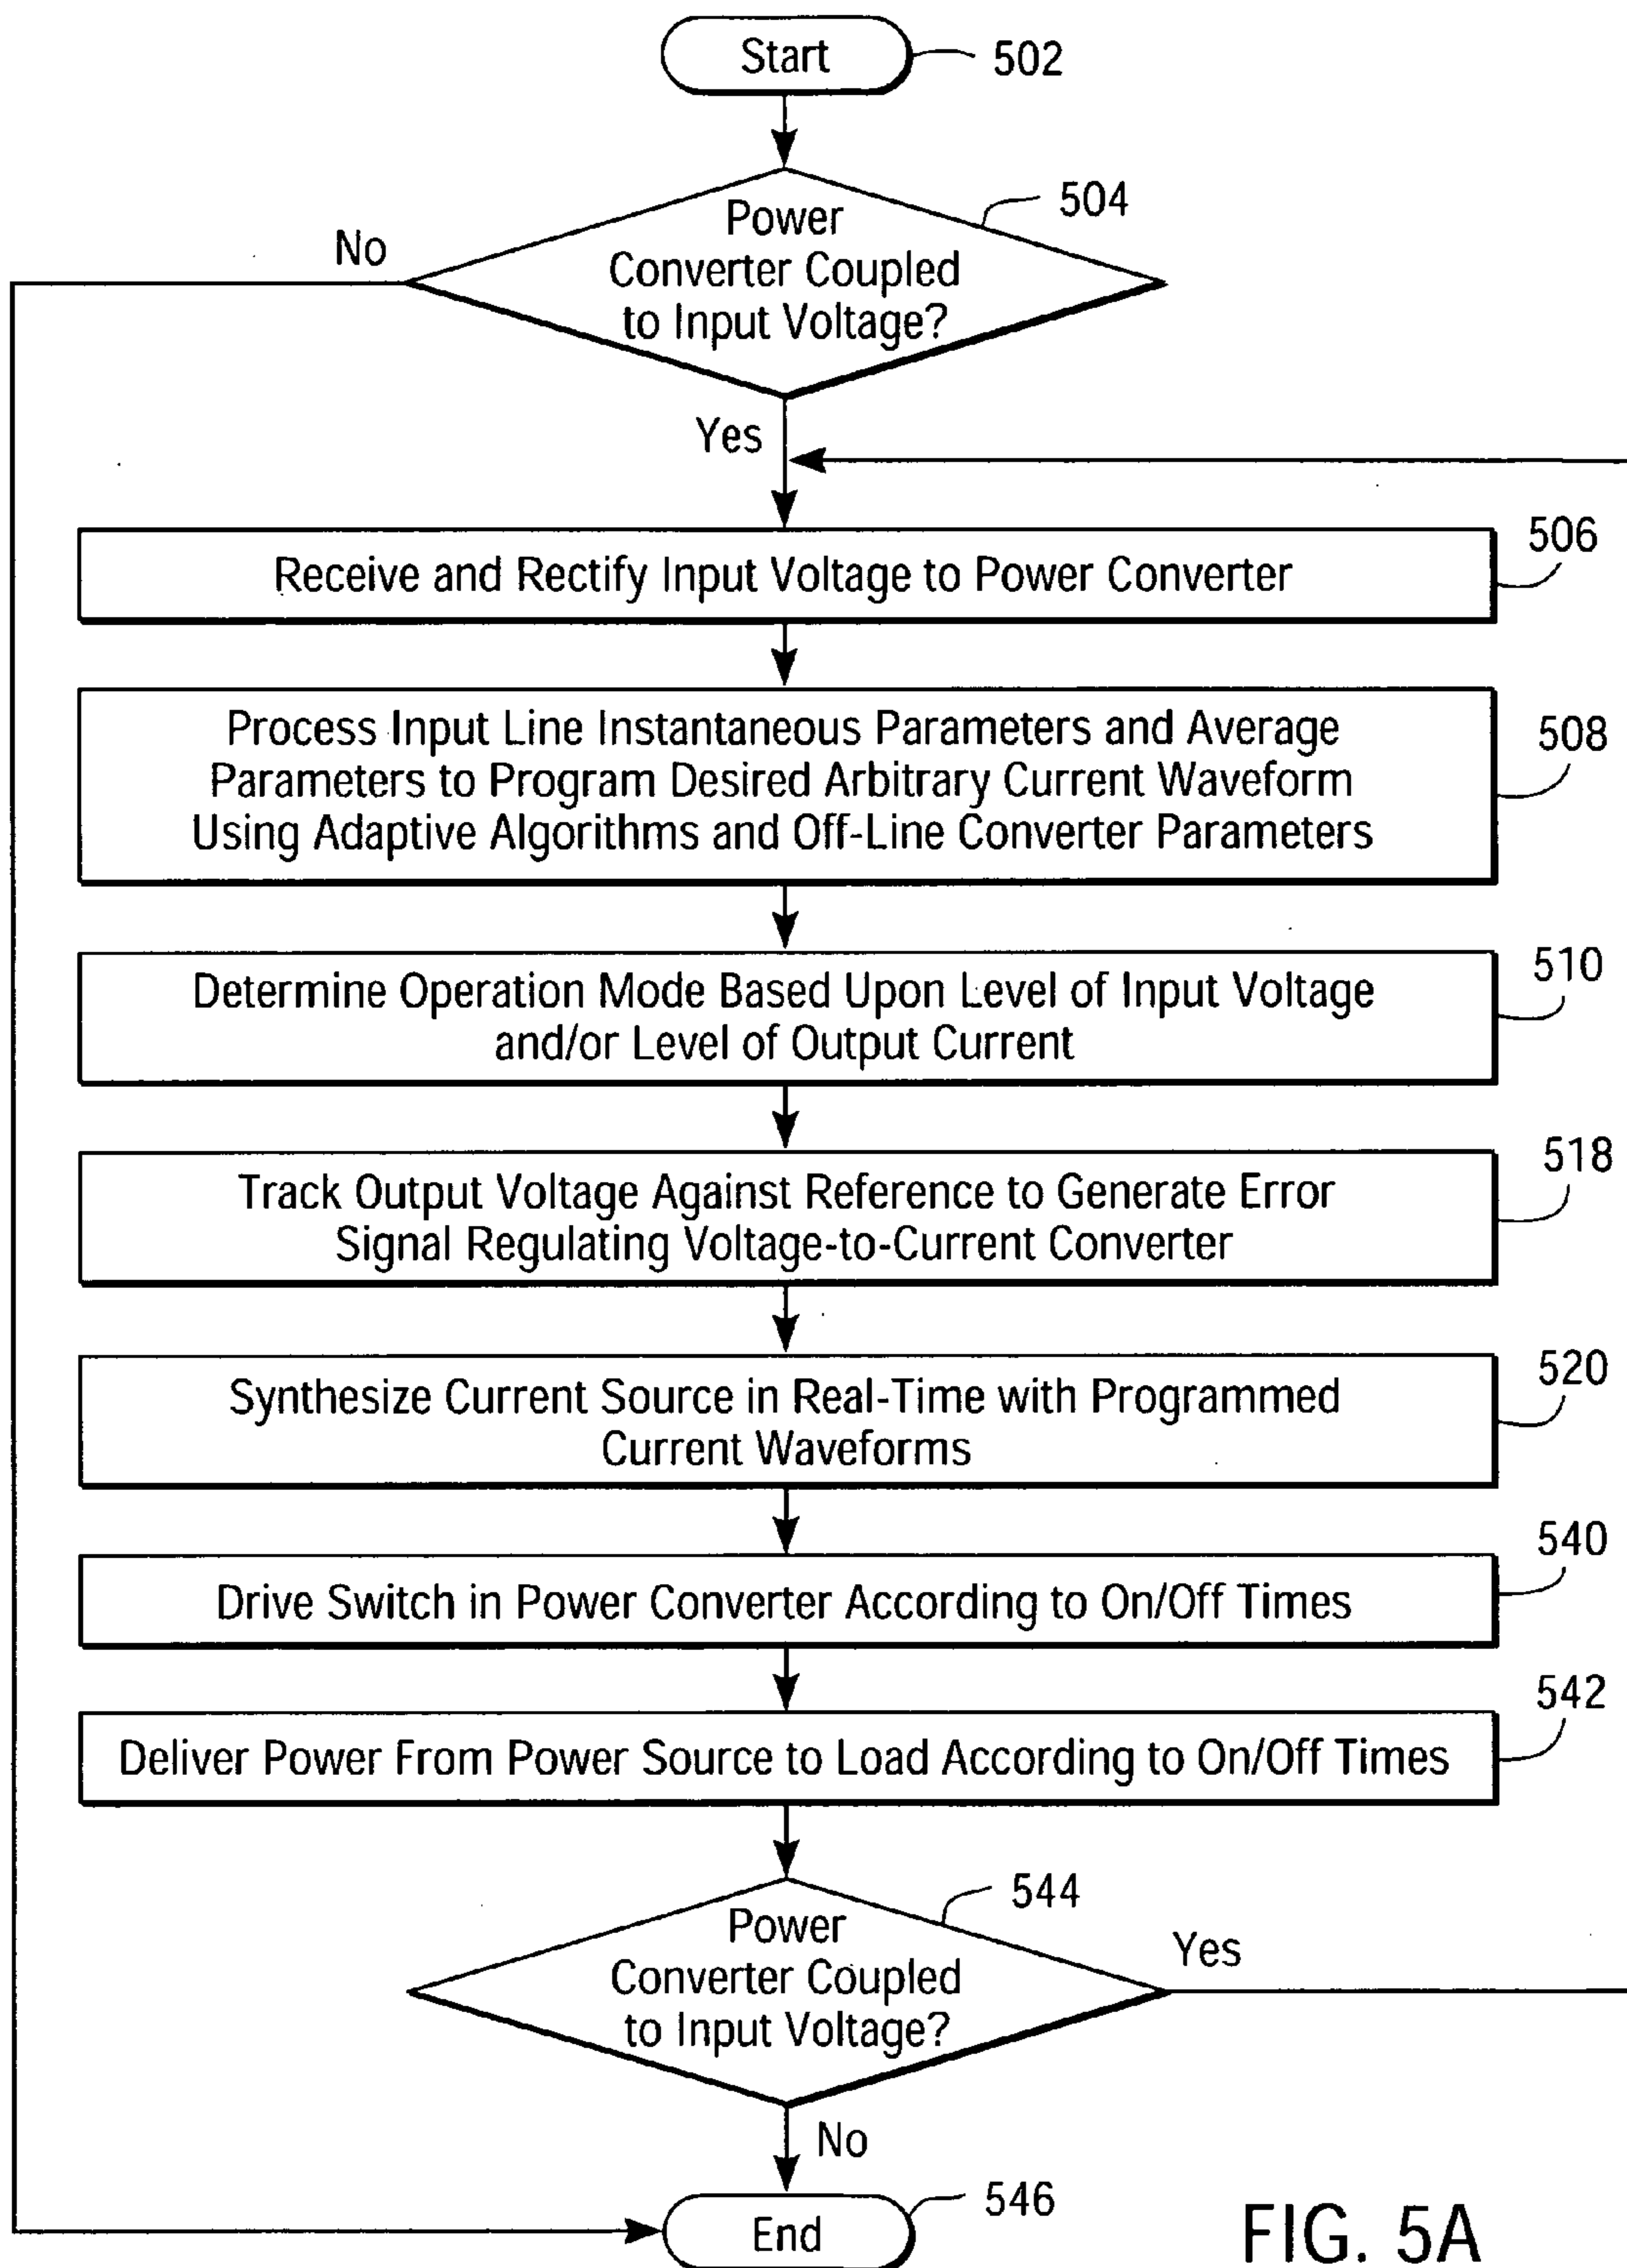 Start
502
Power
Converter Coupled
to Input Voltage?
504
No
Yes
Receive and Rectify Input Voltage to Power Converter
506
Process Input Line Instantaneous Parameters and Average
Parameters to Program Desired Arbitrary Current Waveform
Using Adaptive Algorithms and Off-Line Converter Parameters
508
Determine Operation Mode Based Upon Level of Input Voltage
and/or Level of Output Current
510
Track Output Voltage Against Reference to Generate Error
Signal Regulating Voltage-to-Current Converter
518
Synthesize Current Source in Real-Time with Programmed
Current Waveforms
520
Drive Switch in Power Converter According to On/Off Times
540
Deliver Power From Power Source to Load According to On/Off Times
542
Power
Converter Coupled
to Input Voltage?
544
Yes
No
End
546
FIG. 5A